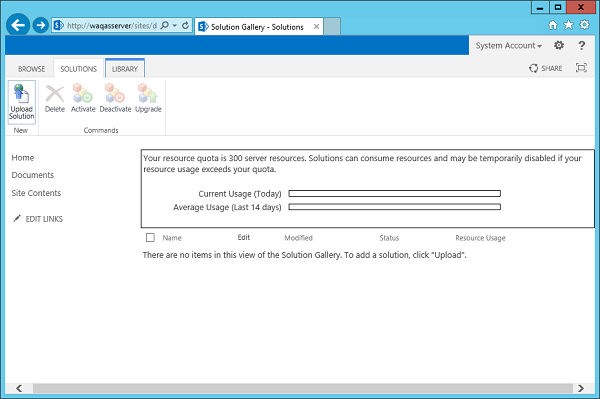 http://waqasserver/sites/d
Solution Gallery - Solutions
System Account
?
BROWSE SOLUTIONS LIBRARY
SHARE
Upload Solution
Delete Activate Deactivate Upgrade
New Commands
Home
Documents
Site Contents
EDIT LINKS
Your resource quota is 300 server resources. Solutions can consume resources and may be temporarily disabled if your
resource usage exceeds your quota.
Current Usage (Today)
Average Usage (Last 14 days)
Name Edit Modified Status Resource Usage
There are no items in this view of the Solution Gallery. To add a solution, click "Upload".